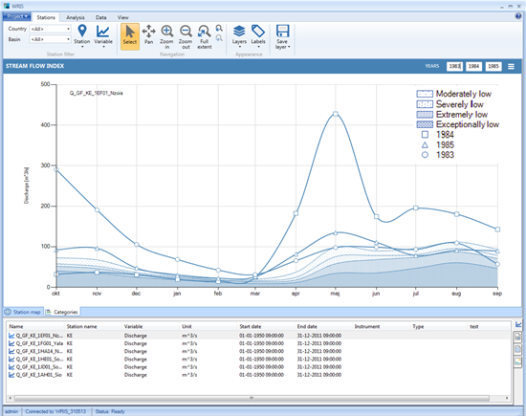 WRIS
Project Stations Analysis Data View
Country <All>
Basin <All>
Station Variable Select Pan Zoom in Zoom out Full extent Layers Labels Save layer
Station filter Navigation Appearance
STREAM FLOW INDEX YEARS 1983 1984 1985
Q_GF_KE_1EF01_Nowa
Moderately low
Severely low
Extremely low
Exceptionally low
1984
1985
1983
Discharge [m^3/s]
500
400
300
200
100
0
okt nov dec jan feb mar apr maj jun jul aug sep
Station map Categories
Name Station name Variable Unit Start date End date Instrument Type test
Q_GF_KE_1EF01_No... KE Discharge m^3/s 01-01-1950 09:00:00 31-12-2011 09:00:00
Q_GF_KE_1FG01_Yala KE Discharge m^3/s 01-01-1950 09:00:00 31-12-2011 09:00:00
Q_GF_KE_1HA14_N... KE Discharge m^3/s 01-01-1950 09:00:00 31-12-2011 09:00:00
Q_GF_KE_1HE01_So... KE Discharge m^3/s 01-01-1950 09:00:00 31-12-2011 09:00:00
Q_GF_KE_1JD01_So... KE Discharge m^3/s 01-01-1950 09:00:00 31-12-2011 09:00:00
Q_GF_KE_1AH01_Sio KE Discharge m^3/s 01-01-1950 09:00:00 31-12-2011 09:00:00
admin Connected to: WRIS_210813 Status: Ready